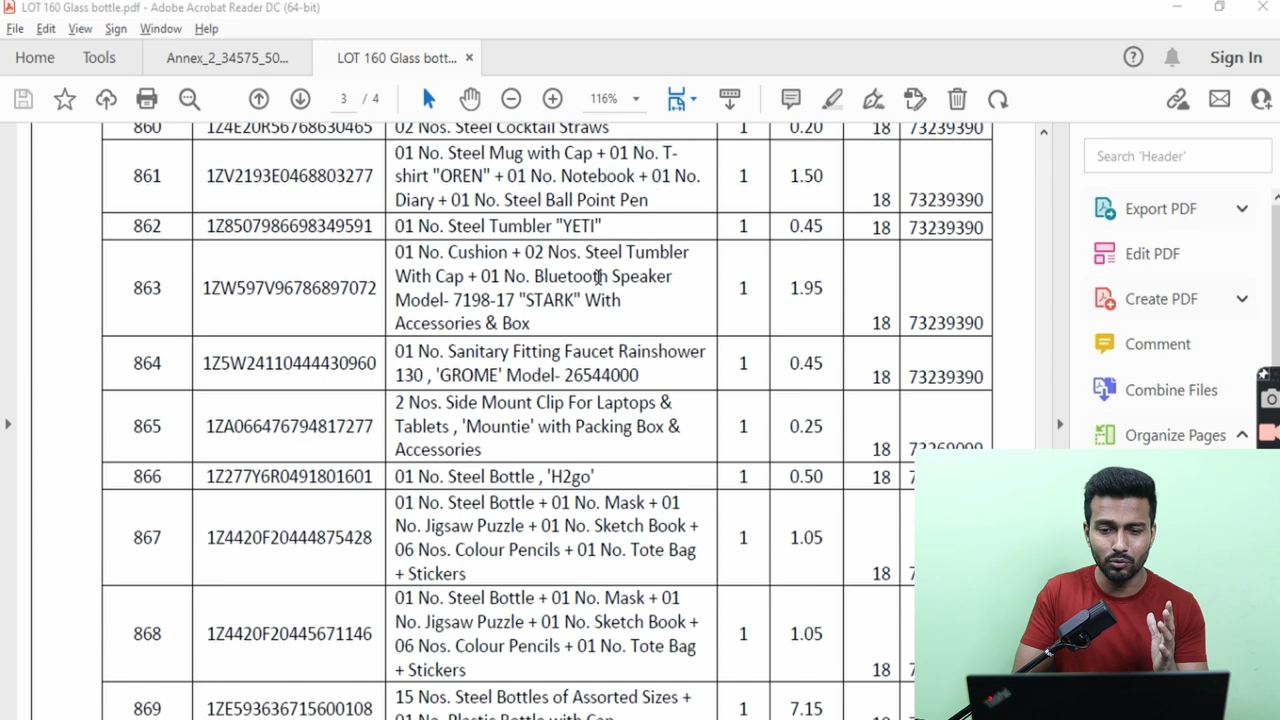 LOT 160 Glass bottle.pdf - Adobe Acrobat Reader DC (64-bit)
File Edit View Sign Window Help
Home Tools Annex_2_34575_50... LOT 160 Glass bott... × Sign In
3 / 4 116%
860 1Z4E20R56768630465 02 Nos. Steel Cocktail Straws 1 0.20 18 73239390
01 No. Steel Mug with Cap + 01 No. T-
861 1ZV2193E0468803277 shirt "OREN" + 01 No. Notebook + 01 No. 1 1.50
Diary + 01 No. Steel Ball Point Pen 18 73239390
862 1Z8507986698349591 01 No. Steel Tumbler "YETI" 1 0.45 18 73239390
01 No. Cushion + 02 Nos. Steel Tumbler
With Cap + 01 No. Bluetooth Speaker
863 1ZW597V96786897072 Model- 7198-17 "STARK" With 1 1.95
Accessories & Box 18 73239390
01 No. Sanitary Fitting Faucet Rainshower
864 1Z5W24110444430960 130 , 'GROME' Model- 26544000 1 0.45 18 73239390
2 Nos. Side Mount Clip For Laptops &
865 1ZA066476794817277 Tablets , 'Mountie' with Packing Box & 1 0.25
Accessories 18
866 1Z277Y6R0491801601 01 No. Steel Bottle , 'H2go' 1 0.50 18
01 No. Steel Bottle + 01 No. Mask + 01
867 1Z4420F20444875428 No. Jigsaw Puzzle + 01 No. Sketch Book + 1 1.05
06 Nos. Colour Pencils + 01 No. Tote Bag
+ Stickers 18
01 No. Steel Bottle + 01 No. Mask + 01
868 1Z4420F20445671146 No. Jigsaw Puzzle + 01 No. Sketch Book + 1 1.05
06 Nos. Colour Pencils + 01 No. Tote Bag
+ Stickers 18
15 Nos. Steel Bottles of Assorted Sizes +
869 1ZE593636715600108 01 No. Plastic Bottle with Cap 1 7.15 18
Search 'Header'
Export PDF
Edit PDF
Create PDF
Comment
Combine Files
Organize Pages